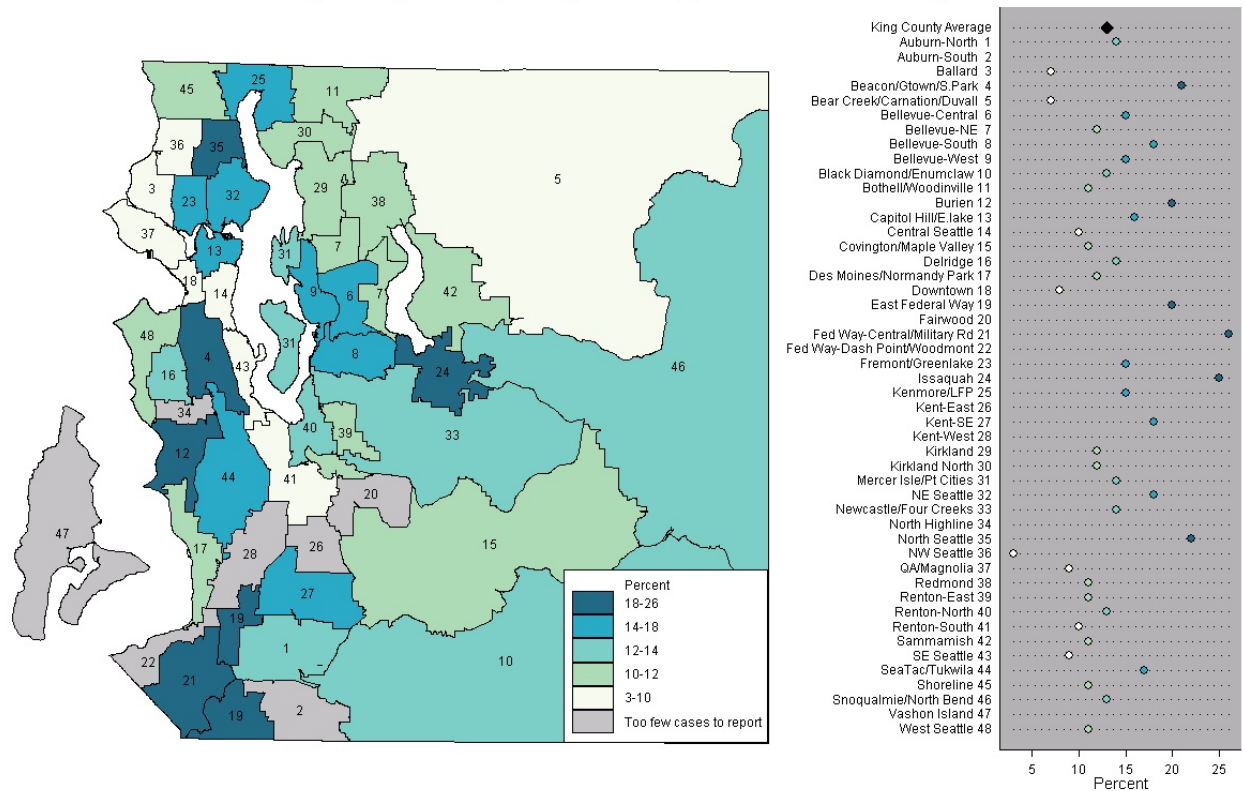 45
25
11
36
35
30
3
23
32
29
38
5
37
13
31
7
18
14
9
6
7
42
48
4
43
31
8
46
16
24
34
12
40
39
33
44
41
20
47
17
28
26
15
27
19
1
22
21
10
19
2
Percent
18-26
14-18
12-14
10-12
3-10
Too few cases to report
King County Average
Auburn-North 1
Auburn-South 2
Ballard 3
Beacon/Gtown/S.Park 4
Bear Creek/Carnation/Duvall 5
Bellevue-Central 6
Bellevue-NE 7
Bellevue-South 8
Bellevue-West 9
Black Diamond/Enumclaw 10
Bothell/Woodinville 11
Burien 12
Capitol Hill/E.lake 13
Central Seattle 14
Covington/Maple Valley 15
Delridge 16
Des Moines/Normandy Park 17
Downtown 18
East Federal Way 19
Fairwood 20
Fed Way-Central/Military Rd 21
Fed Way-Dash Point/Woodmont 22
Fremont/Greenlake 23
Issaquah 24
Kenmore/LFP 25
Kent-East 26
Kent-SE 27
Kent-West 28
Kirkland 29
Kirkland North 30
Mercer Isle/Pt Cities 31
NE Seattle 32
Newcastle/Four Creeks 33
North Highline 34
North Seattle 35
NW Seattle 36
QA/Magnolia 37
Redmond 38
Renton-East 39
Renton-North 40
Renton-South 41
Sammamish 42
SE Seattle 43
SeaTac/Tukwila 44
Shoreline 45
Snoqualmie/North Bend 46
Vashon Island 47
West Seattle 48
5 10 15 20 25
Percent